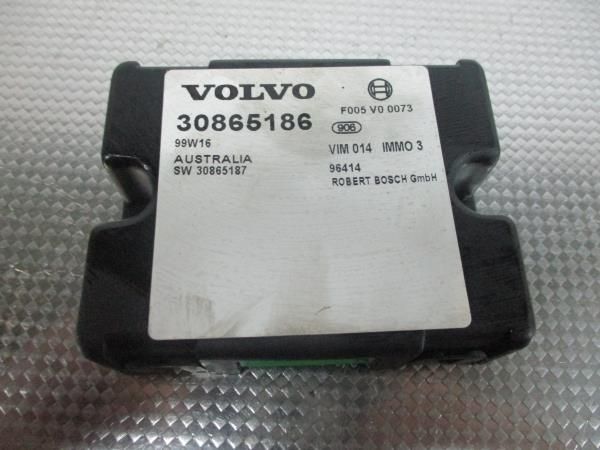 VOLVO
30865186
99W16
AUSTRALIA
SW 30865187
F005 V0 0073
906
VIM 014 IMMO 3
96414
ROBERT BOSCH GmbH